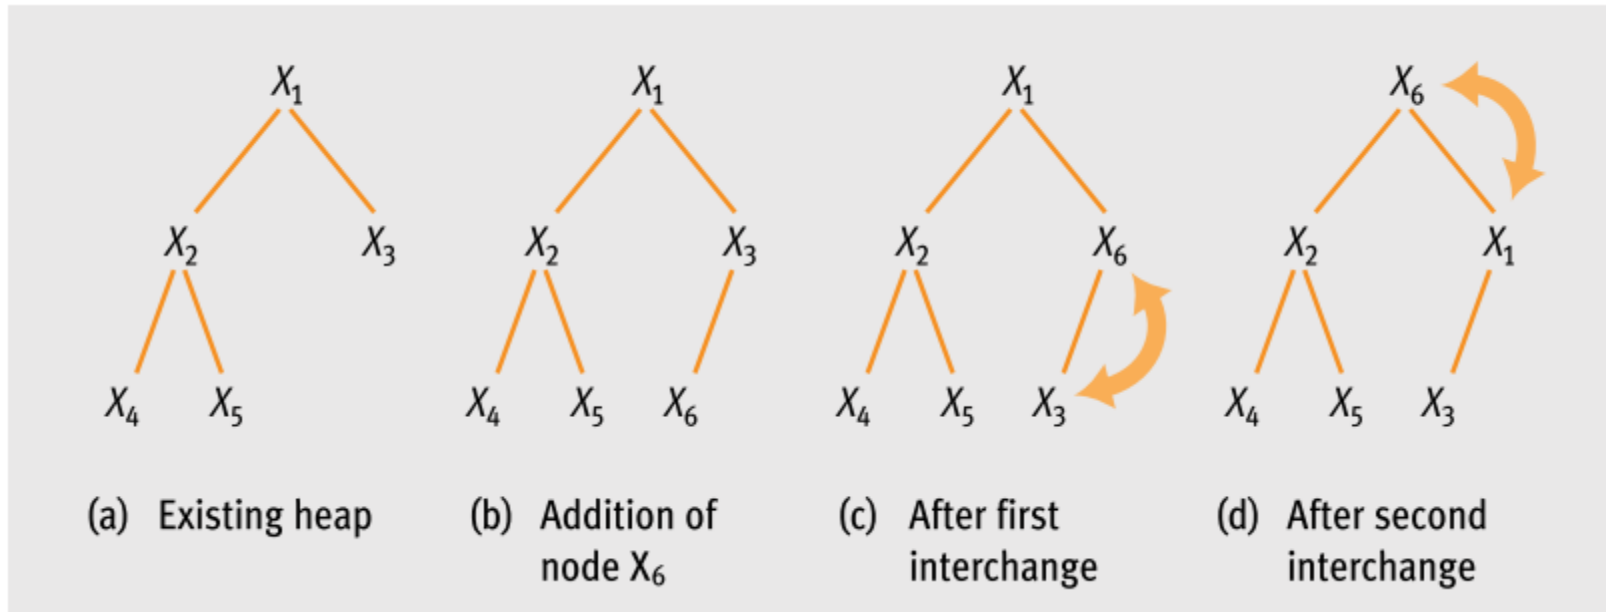 X₁ X₁ X₁ X₆
X₂ X₃ X₂ X₃ X₂ X₆ X₂ X₁
X₄ X₅ X₄ X₅ X₆ X₄ X₅ X₃ X₄ X₅ X₃
(a) Existing heap (b) Addition of (c) After first (d) After second
node X₆ interchange interchange